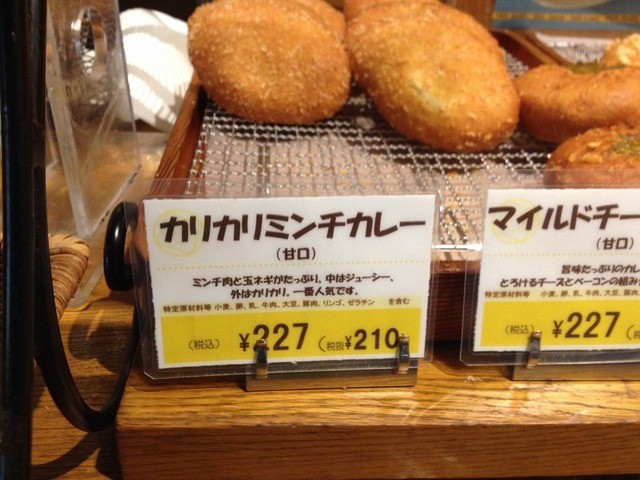 カリカリミンチカレー
（甘口）
ミンチ肉と玉ネギがたっぷり。中はジューシー、
外はカリカリ。一番人気です。
特定原材料等 小麦、卵、乳、牛肉、大豆、豚肉、リンゴ、ゼラチン を含む
（税込） ¥227 （税抜¥210）
マイルドチー
（甘口）
旨味たっぷりのカレ
とろけるチーズとベーコンの組み
特定原材料等 小麦、卵、乳、牛肉、大豆、豚肉
（税込） ¥227 （税